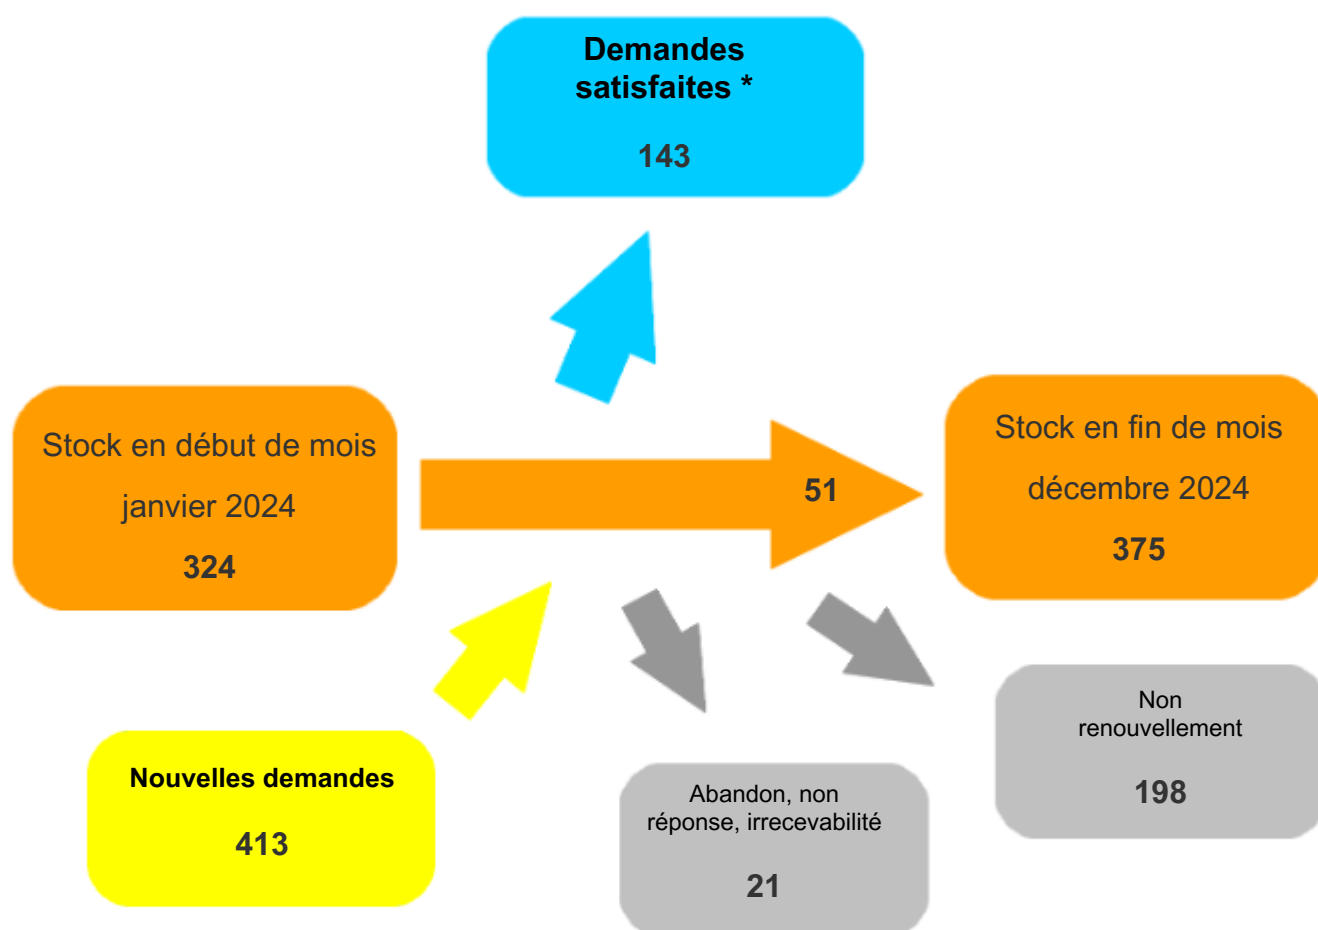 Demandes
satisfaites *
143
Stock en début de mois
janvier 2024
324
51
Stock en fin de mois
décembre 2024
375
Nouvelles demandes
413
Abandon, non
réponse, irrecevabilité
21
Non
renouvellement
198